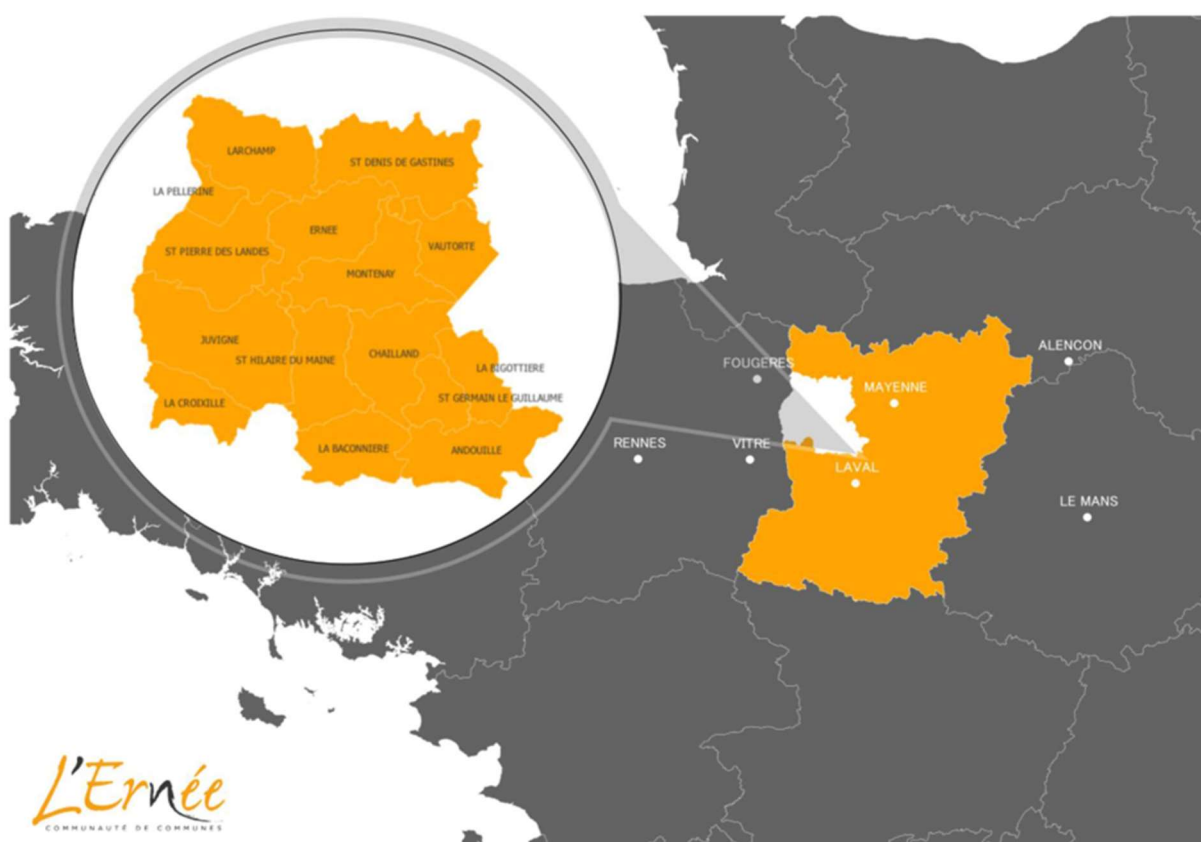 LARCHAMP
ST DENIS DE GASTINES
LA PELLERINE
ERNEE
ST PIERRE DES LANDES
VAUTORTE
MONTENAY
JUVIGNE
ST HILAIRE DU MAINE
CHAILLAND
LA BIGOTTIERE
LA CROIXILLE
ST GERMAIN LE GUILLAUME
LA BACONNIERE
ANDOUILLE
ALENCON
FOUGERES
MAYENNE
RENNES
VITRE
LAVAL
LE MANS
L'Ernée
COMMUNAUTÉ DE COMMUNES